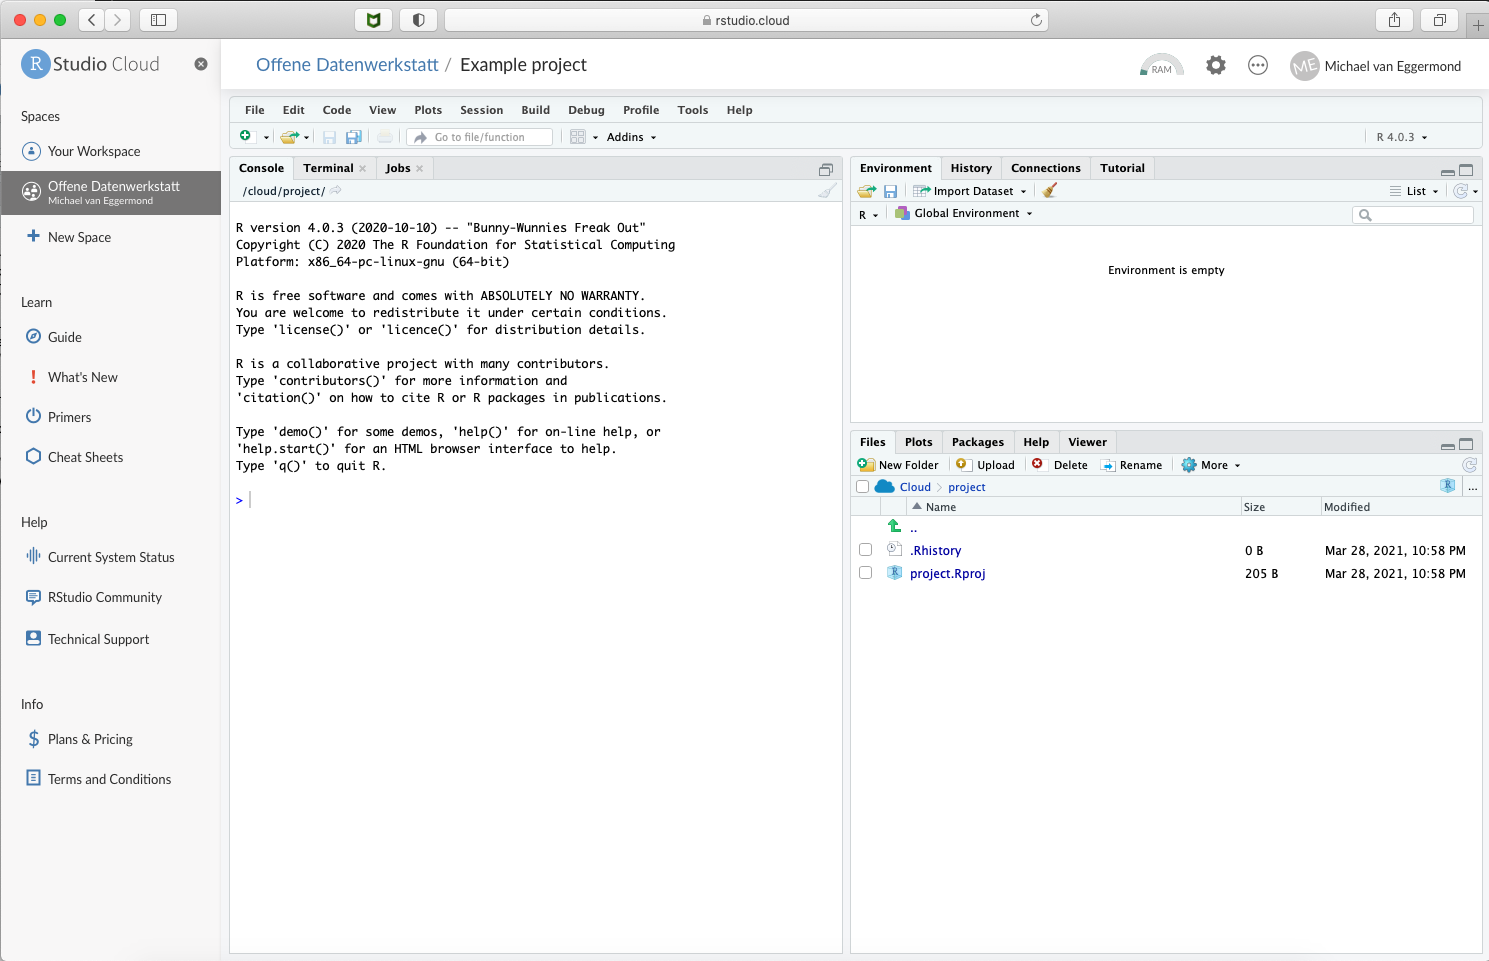 rstudio.cloud
R Studio Cloud
Offene Datenwerkstatt / Example project
RAM
ME Michael van Eggermond
Spaces
Your Workspace
Offene Datenwerkstatt
Michael van Eggermond
New Space
Learn
Guide
What's New
Primers
Cheat Sheets
Help
Current System Status
RStudio Community
Technical Support
Info
Plans & Pricing
Terms and Conditions
File Edit Code View Plots Session Build Debug Profile Tools Help
Go to file/function Addins R 4.0.3
Console Terminal Jobs
/cloud/project/
R version 4.0.3 (2020-10-10) -- "Bunny-Wunnies Freak Out"
Copyright (C) 2020 The R Foundation for Statistical Computing
Platform: x86_64-pc-linux-gnu (64-bit)
R is free software and comes with ABSOLUTELY NO WARRANTY.
You are welcome to redistribute it under certain conditions.
Type 'license()' or 'licence()' for distribution details.
R is a collaborative project with many contributors.
Type 'contributors()' for more information and
'citation()' on how to cite R or R packages in publications.
Type 'demo()' for some demos, 'help()' for on-line help, or
'help.start()' for an HTML browser interface to help.
Type 'q()' to quit R.
>
Environment History Connections Tutorial
Import Dataset List
R Global Environment
Environment is empty
Files Plots Packages Help Viewer
New Folder Upload Delete Rename More
Cloud project R ...
Name Size Modified
..
.Rhistory 0 B Mar 28, 2021, 10:58 PM
R project.Rproj 205 B Mar 28, 2021, 10:58 PM